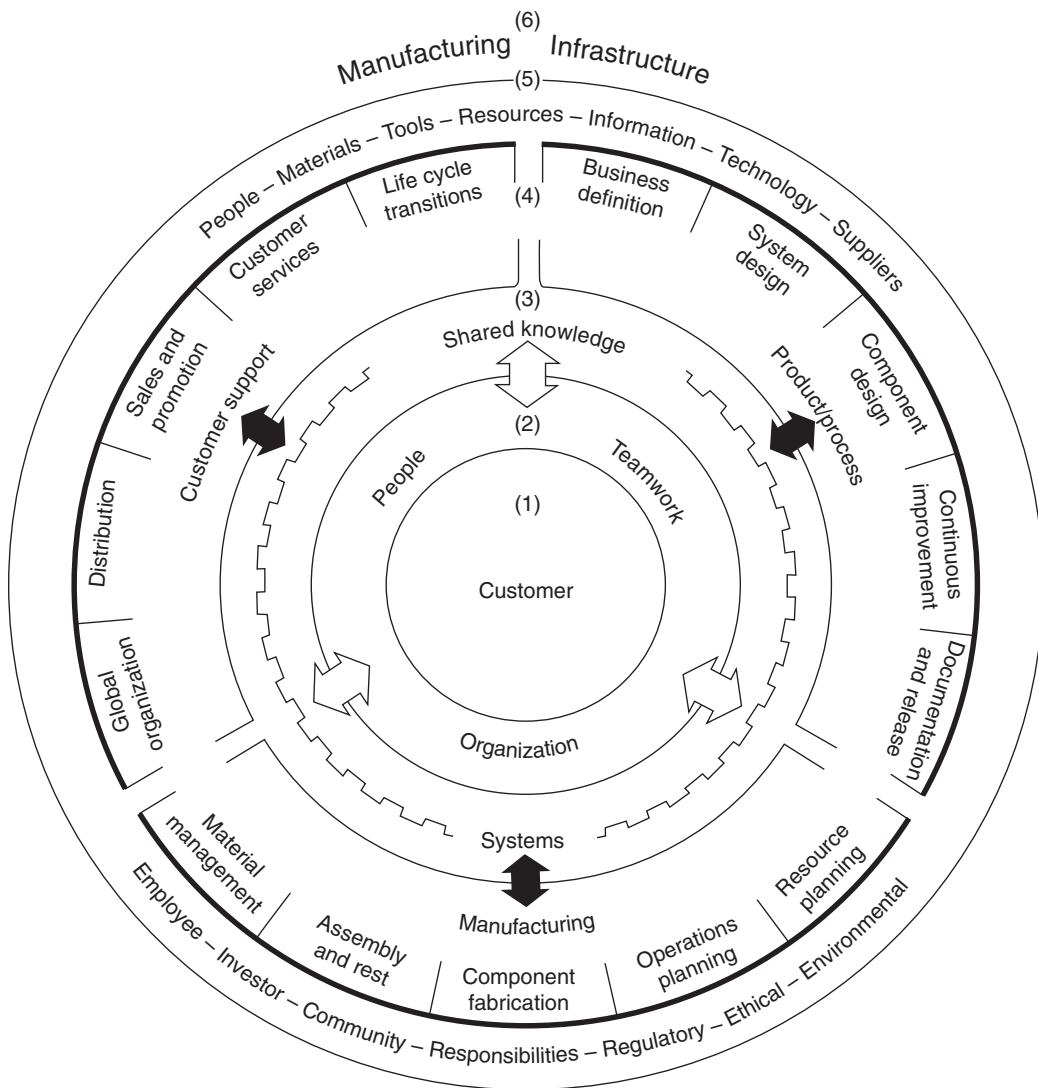 (6)
Manufacturing Infrastructure
(5)
People – Materials – Tools – Resources – Information – Technology – Suppliers
(4)
Life cycle
transitions
Business
definition
Customer
services
System
design
Sales and
promotion
Component
design
Distribution
Continuous
improvement
Global
organization
Documentation
and release
Customer support
Product/process
(3)
Shared knowledge
(2)
People
Teamwork
(1)
Customer
Organization
Systems
Manufacturing
Material
management
Assembly
and rest
Component
fabrication
Operations
planning
Resource
planning
Employee – Investor – Community – Responsibilities – Regulatory – Ethical – Environmental